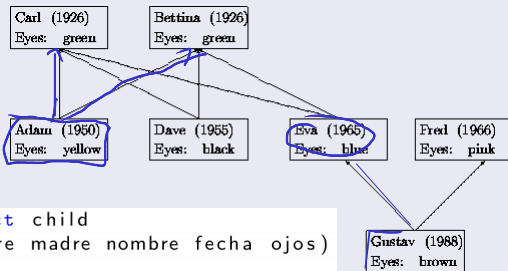 Carl (1926)
Eyes: green
Bettina (1926)
Eyes: green
Adam (1950)
Eyes: yellow
Dave (1955)
Eyes: black
Eva (1965)
Eyes: blue
Fred (1966)
Eyes: pink
child
madre nombre fecha ojos)
Gustav (1988)
Eyes: brown